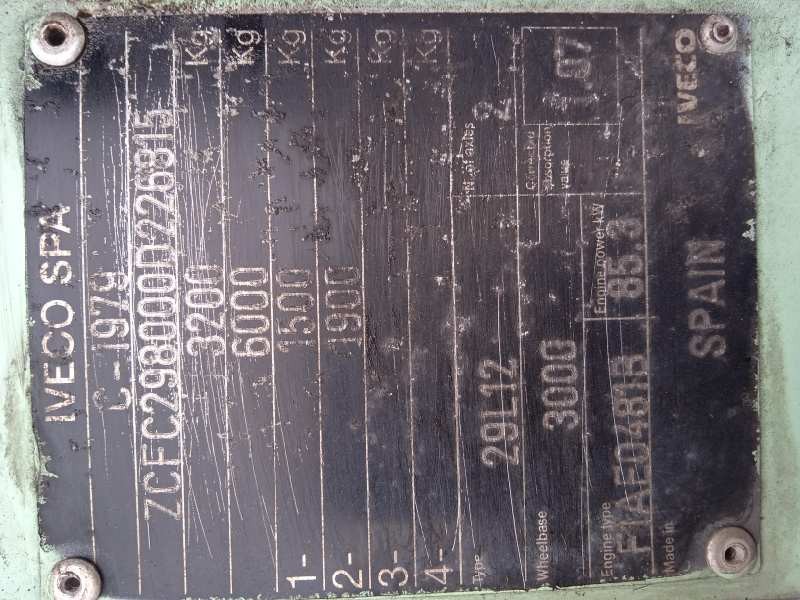 IVECO SPA
C-1979
ZCFC298000D226815
3200 Kg
6000 Kg
1- 1500 Kg
2- 1900 Kg
3- Kg
4- Kg
Type 29L12 N. of axles 2
Wheelbase 3000 Corrected absorption value 1.07
Engine type F1AE0481B Engine power kW 85.3
Made in SPAIN IVECO